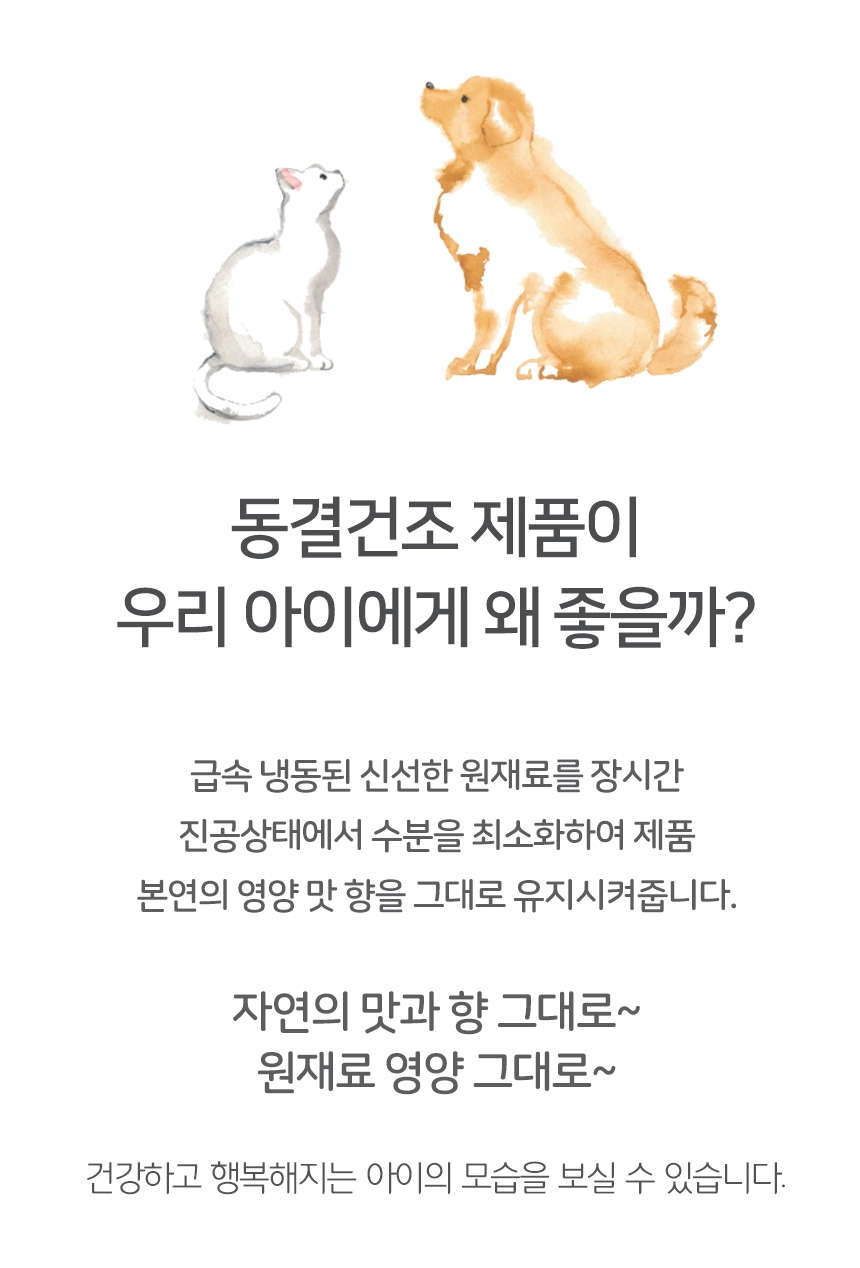 동결건조 제품이
우리 아이에게 왜 좋을까?
급속 냉동된 신선한 원재료를 장시간
진공상태에서 수분을 최소화하여 제품
본연의 영양 맛 향을 그대로 유지시켜줍니다.
자연의 맛과 향 그대로~
원재료 영양 그대로~
건강하고 행복해지는 아이의 모습을 보실 수 있습니다.